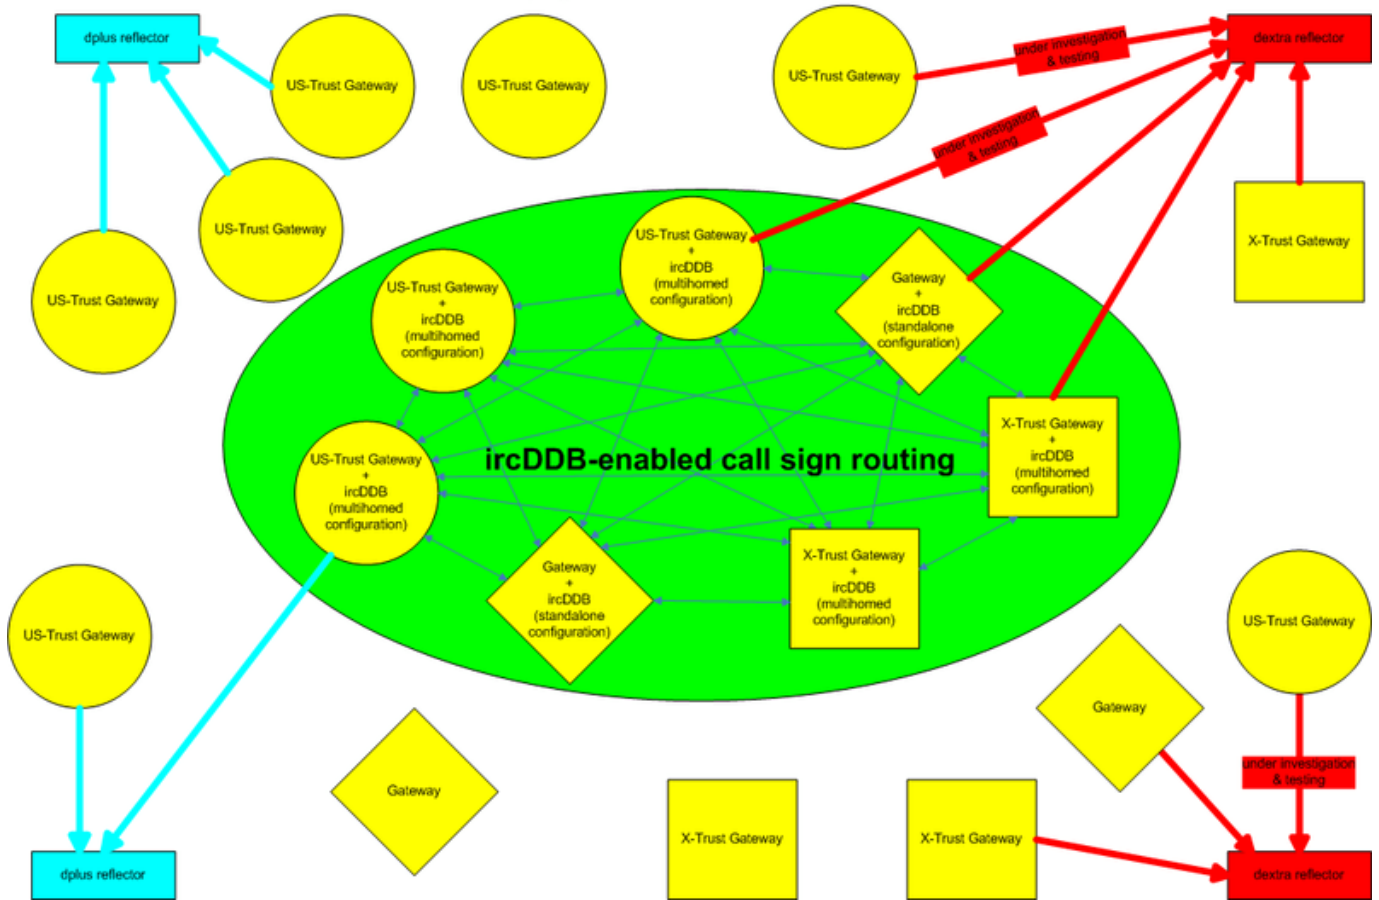 dplus reflector
US-Trust Gateway
US-Trust Gateway
US-Trust Gateway
under investigation
& testing
dextra reflector
under investigation
& testing
US-Trust Gateway
US-Trust Gateway
X-Trust Gateway
US-Trust Gateway
+
ircDDB
(multihomed
configuration)
US-Trust Gateway
+
ircDDB
(multihomed
configuration)
Gateway
+
ircDDB
(standalone
configuration)
US-Trust Gateway
+
ircDDB
(multihomed
configuration)
ircDDB-enabled call sign routing
X-Trust Gateway
+
ircDDB
(multihomed
configuration)
Gateway
+
ircDDB
(standalone
configuration)
X-Trust Gateway
+
ircDDB
(multihomed
configuration)
US-Trust Gateway
US-Trust Gateway
Gateway
Gateway
under investigation
& testing
X-Trust Gateway
X-Trust Gateway
dplus reflector
dextra reflector